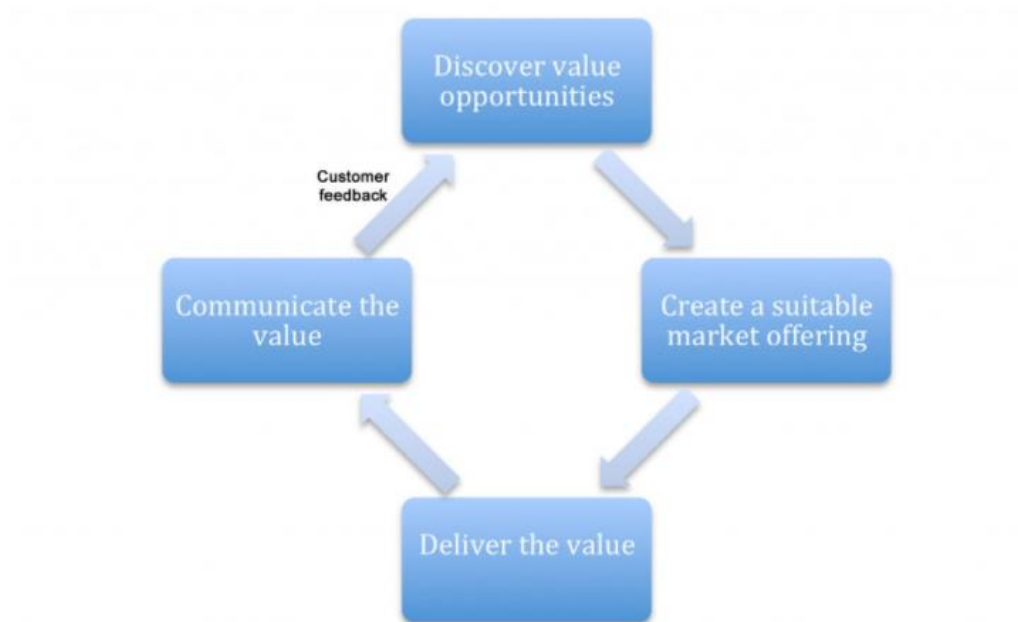 Discover value
opportunities
Customer
feedback
Communicate the
value
Create a suitable
market offering
Deliver the value